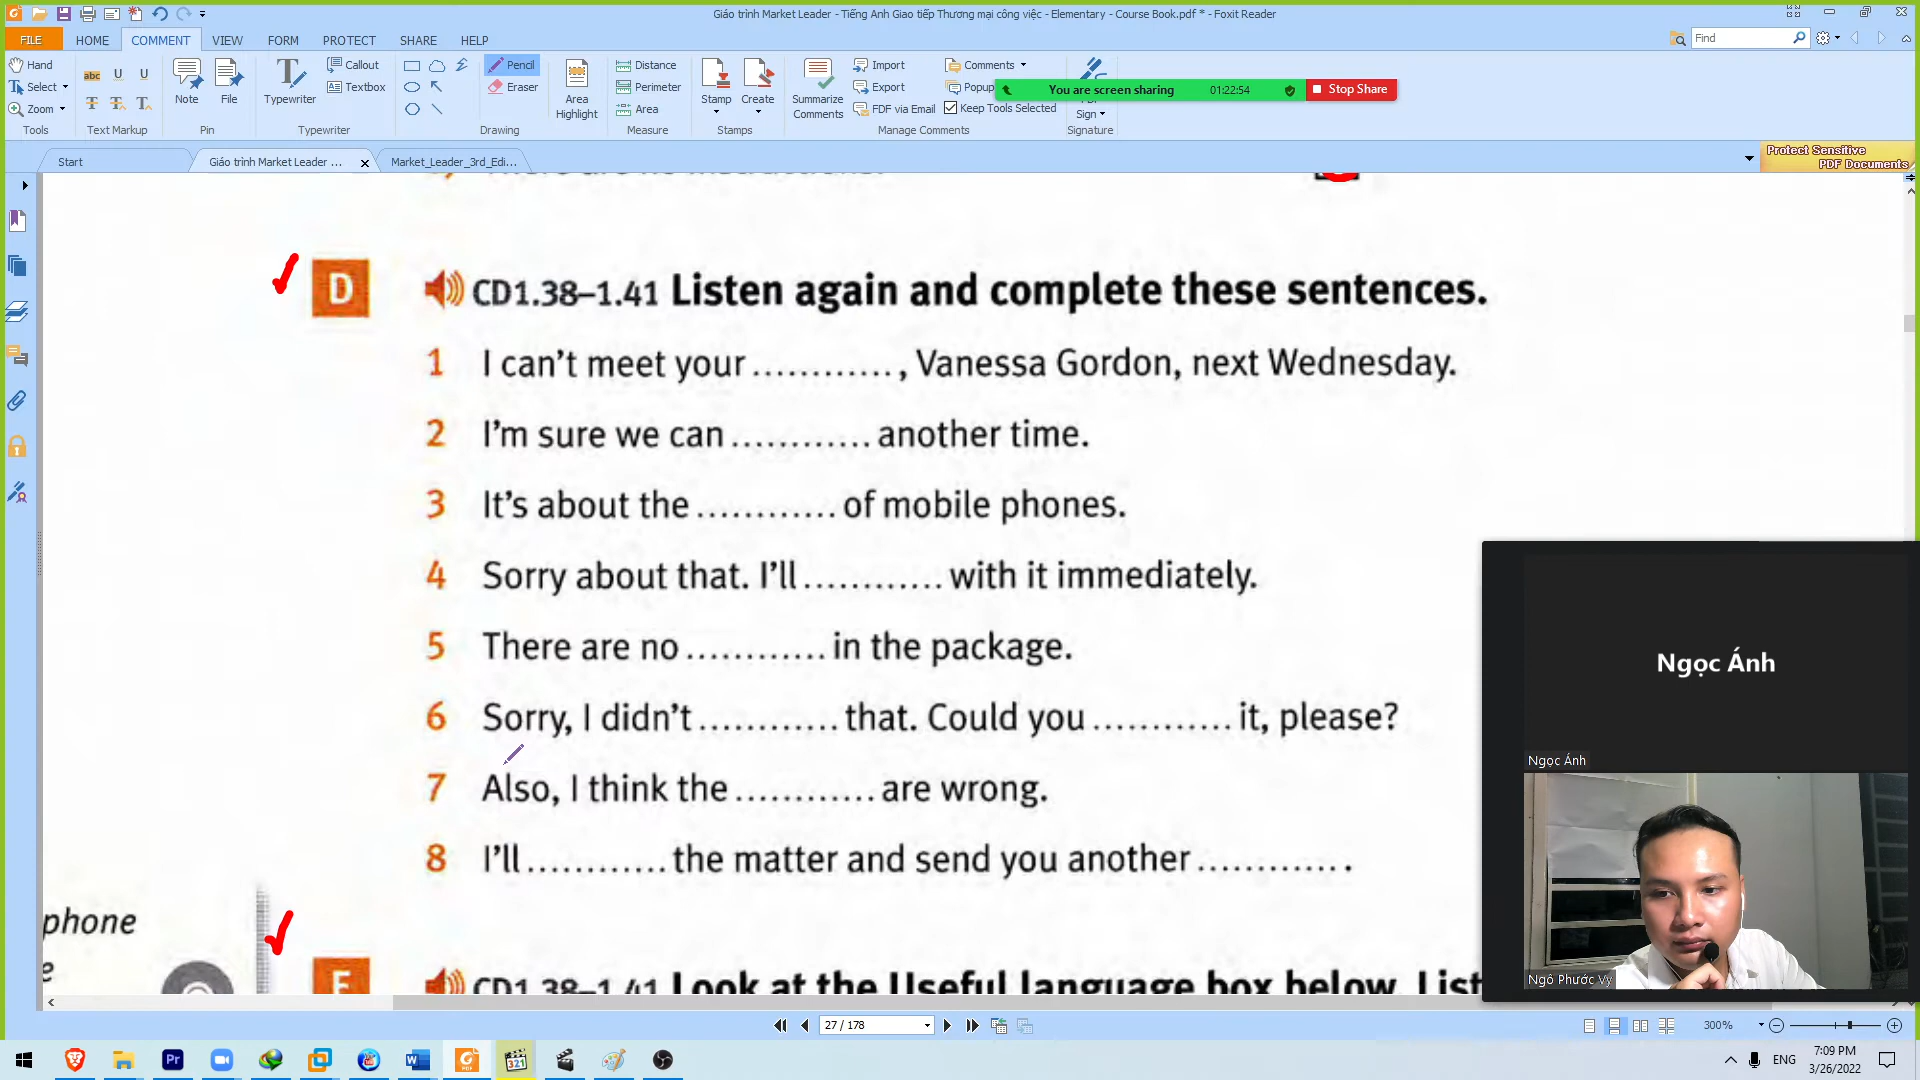 Giáo trình Market Leader - Tiếng Anh Giao tiếp Thương mại công việc - Elementary - Course Book.pdf * - Foxit Reader
FILE HOME COMMENT VIEW FORM PROTECT SHARE HELP
Find
Hand
Select
Zoom
Tools
abc U U
T T T
Text Markup
Note
File
Pin
Typewriter
Callout
Textbox
Typewriter
Pencil
Eraser
Drawing
Area Highlight
Distance
Perimeter
Area
Measure
Stamp
Create
Stamps
Summarize Comments
Import
Export
FDF via Email
Comments
Popup
Keep Tools Selected
Manage Comments
Sign
Signature
You are screen sharing 01:22:54 Stop Share
Start
Giáo trình Market Leader ...
Market_Leader_3rd_Edi...
Protect Sensitive
PDF Documents
D CD1.38–1.41 Listen again and complete these sentences.
1 I can't meet your ............, Vanessa Gordon, next Wednesday.
2 I'm sure we can ............ another time.
3 It's about the ............ of mobile phones.
4 Sorry about that. I'll ............ with it immediately.
5 There are no ............ in the package.
6 Sorry, I didn't ............ that. Could you ............ it, please?
7 Also, I think the ............ are wrong.
8 I'll ............ the matter and send you another ............ .
phone
e
E CD1.38–1.41 Look at the Useful language box below. List
Ngọc Ánh
Ngọc Ánh
Ngô Phước Vy
27 / 178
300%
Pr
W
321
ENG
7:09 PM
3/26/2022